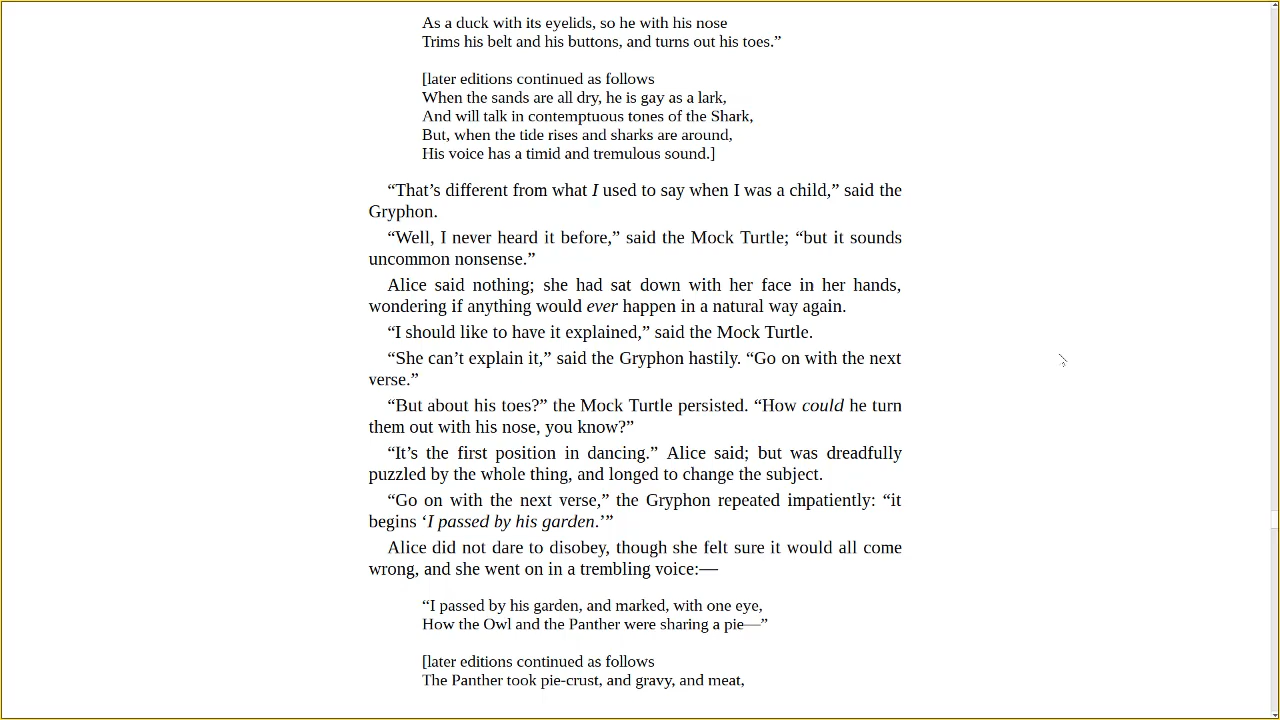 As a duck with its eyelids, so he with his nose
Trims his belt and his buttons, and turns out his toes.”
[later editions continued as follows
When the sands are all dry, he is gay as a lark,
And will talk in contemptuous tones of the Shark,
But, when the tide rises and sharks are around,
His voice has a timid and tremulous sound.]
“That’s different from what I used to say when I was a child,” said the
Gryphon.
“Well, I never heard it before,” said the Mock Turtle; “but it sounds
uncommon nonsense.”
Alice said nothing; she had sat down with her face in her hands,
wondering if anything would ever happen in a natural way again.
“I should like to have it explained,” said the Mock Turtle.
“She can’t explain it,” said the Gryphon hastily. “Go on with the next
verse.”
“But about his toes?” the Mock Turtle persisted. “How could he turn
them out with his nose, you know?”
“It’s the first position in dancing.” Alice said; but was dreadfully
puzzled by the whole thing, and longed to change the subject.
“Go on with the next verse,” the Gryphon repeated impatiently: “it
begins ‘I passed by his garden.’”
Alice did not dare to disobey, though she felt sure it would all come
wrong, and she went on in a trembling voice:—
“I passed by his garden, and marked, with one eye,
How the Owl and the Panther were sharing a pie—”
[later editions continued as follows
The Panther took pie-crust, and gravy, and meat,